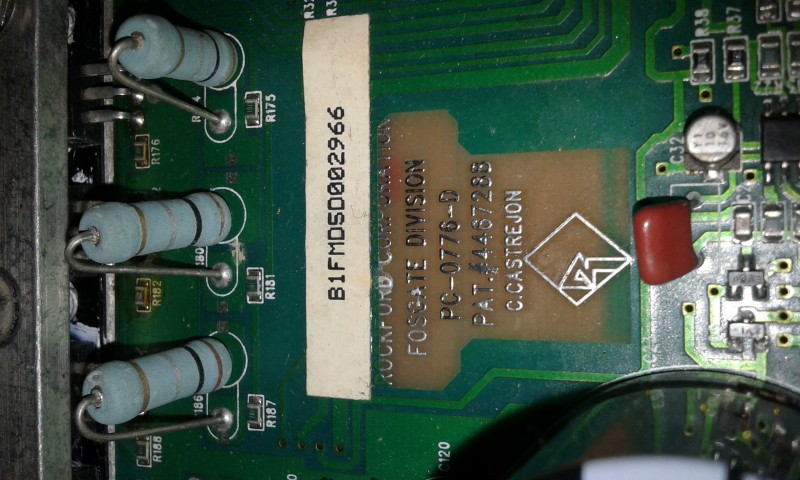 B1FMD5D002966
ROCKFORD CORPORATION
FOSGATE DIVISION
PC-0776-D
PAT.#4467288
C.CASTREJON
R175
R176
R181
R182
R186
R187
R188
C120
R38
R37
C32